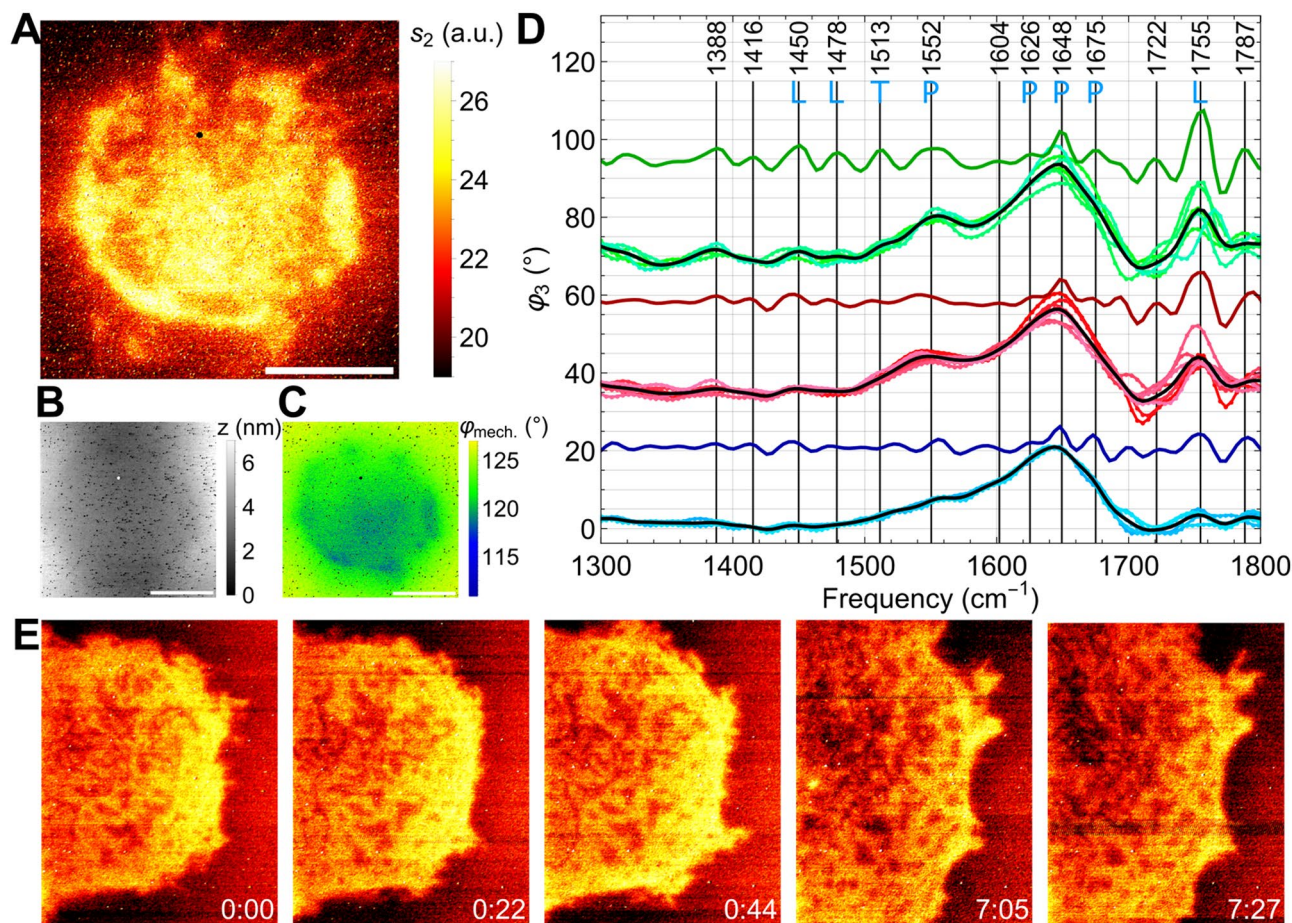 A
s₂ (a.u.)
26
24
22
20
B
z (nm)
6
4
2
0
C
φmech. (°)
125
120
115
D
1388
1416
1450
1478
1513
1552
1604
1626
1648
1675
1722
1755
1787
L
L
T
P
P
P
P
L
φ₃ (°)
120
100
80
60
40
20
0
1300 1400 1500 1600 1700 1800
Frequency (cm⁻¹)
E
0:00
0:22
0:44
7:05
7:27